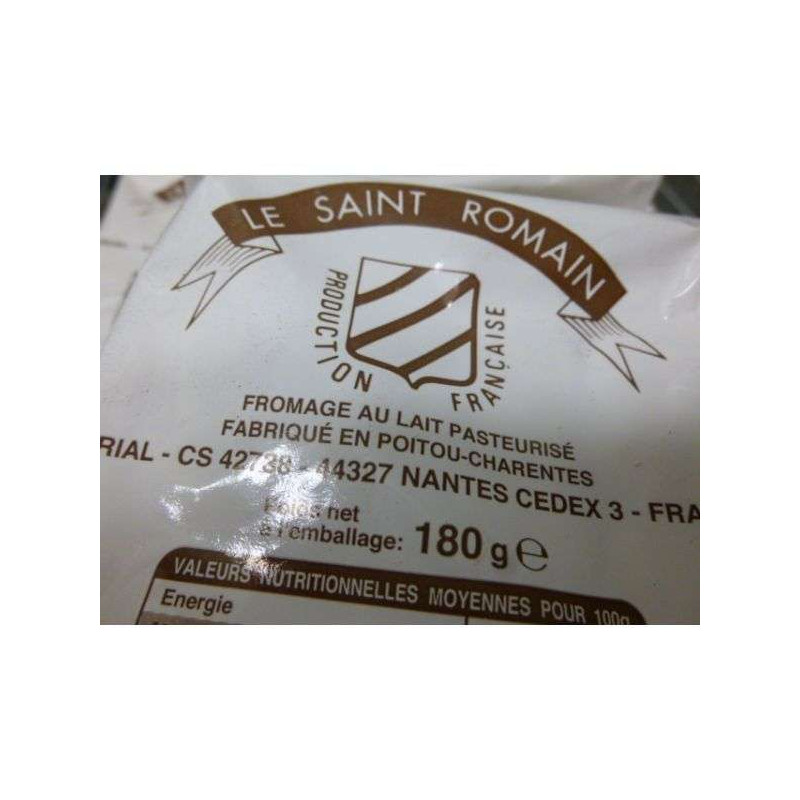 LE SAINT ROMAIN
PRODUCTION FRANÇAISE
FROMAGE AU LAIT PASTEURISÉ
FABRIQUÉ EN POITOU-CHARENTES
RIAL - CS 42738 - 44327 NANTES CEDEX 3 - FRA
Poids net
à l'emballage: 180 g e
VALEURS NUTRITIONNELLES MOYENNES POUR 100g
Energie